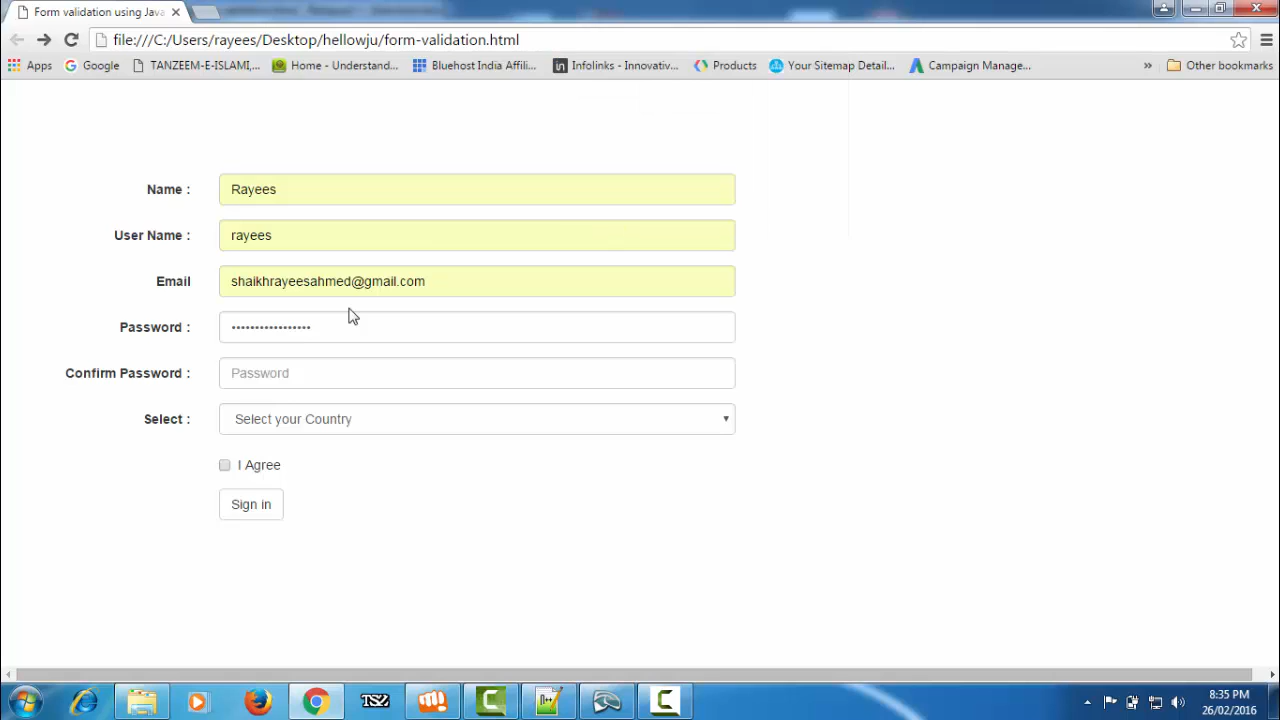 Form validation using Java
file:///C:/Users/rayees/Desktop/hellowju/form-validation.html
Apps Google TANZEEM-E-ISLAMI,... Home - Understand... Bluehost India Affili... Infolinks - Innovativ... Products Your Sitemap Detail... Campaign Manage... » Other bookmarks
Name : Rayees
User Name : rayees
Email shaikhrayeesahmed@gmail.com
Password : •••••••••••••••••
Confirm Password : Password
Select : Select your Country
I Agree
Sign in
TS2
8:35 PM
26/02/2016